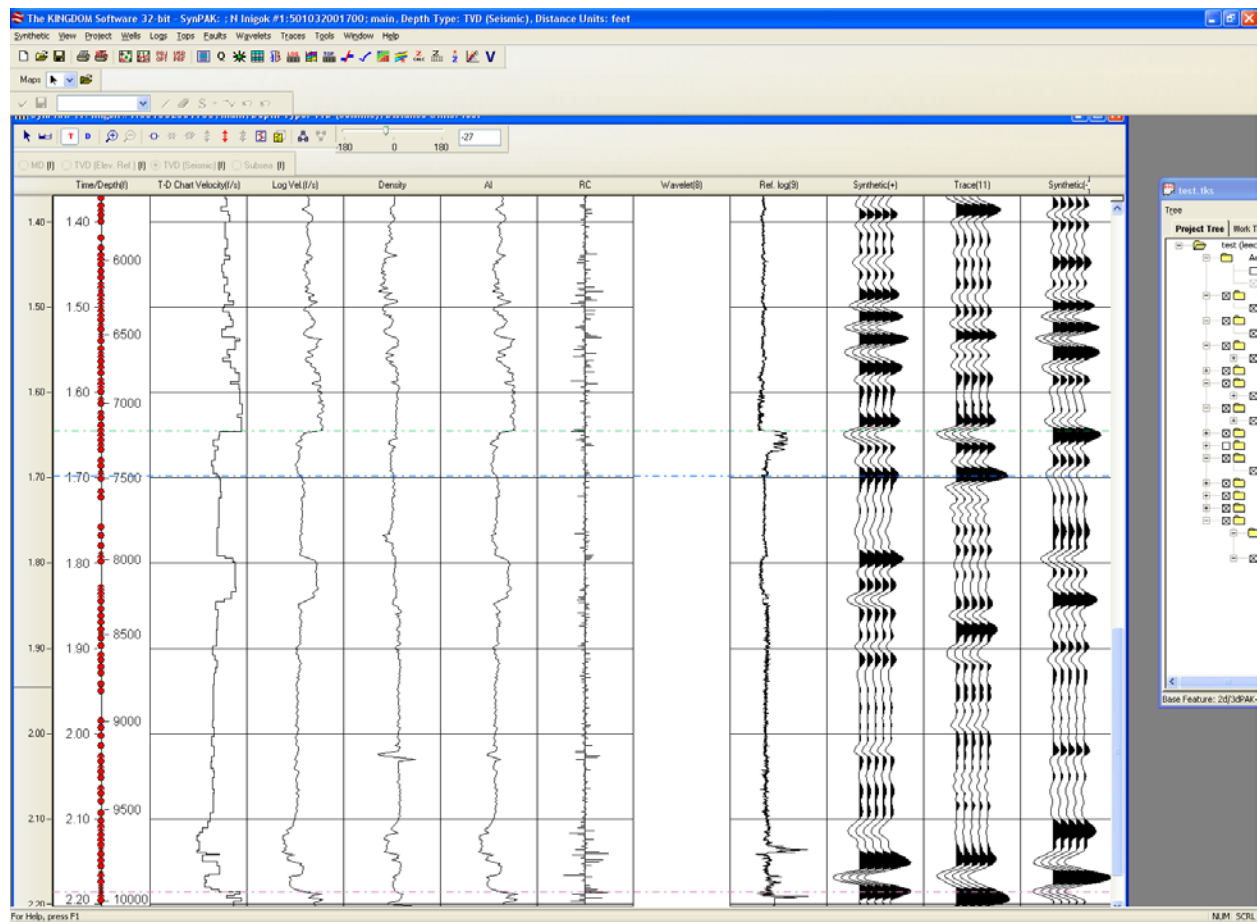 The KINGDOM Software 32-bit - SynPAK: ; N Inigok #1:501032001700; main, Depth Type: TVD (Seismic), Distance Units: feet
Synthetic View Project Wells Logs Tops Faults Wavelets Traces Tools Window Help
Maps
-27
-180 0 180
MD (f) TVD (Elev. Ref.) (f) TVD (Seismic) (f) Subsea (f)
Time/Depth(f) T-D Chart Velocity(f/s) Log Vel.(f/s) Density AI RC Wavelet(8) Ref. log(9) Synthetic(+) Trace(11) Synthetic(-
test.tks
Tree
Project Tree Work T
test (leec
1.40 1.40
6000
1.50 1.50
6500
1.60 1.60
7000
1.70 1.70 7500
1.80 1.80 8000
8500
1.90 1.90
9000
2.00 2.00
9500
2.10 2.10
2.20 2.20 10000
Base Feature: 2d/3dPAK-
For Help, press F1
NUM SCRL